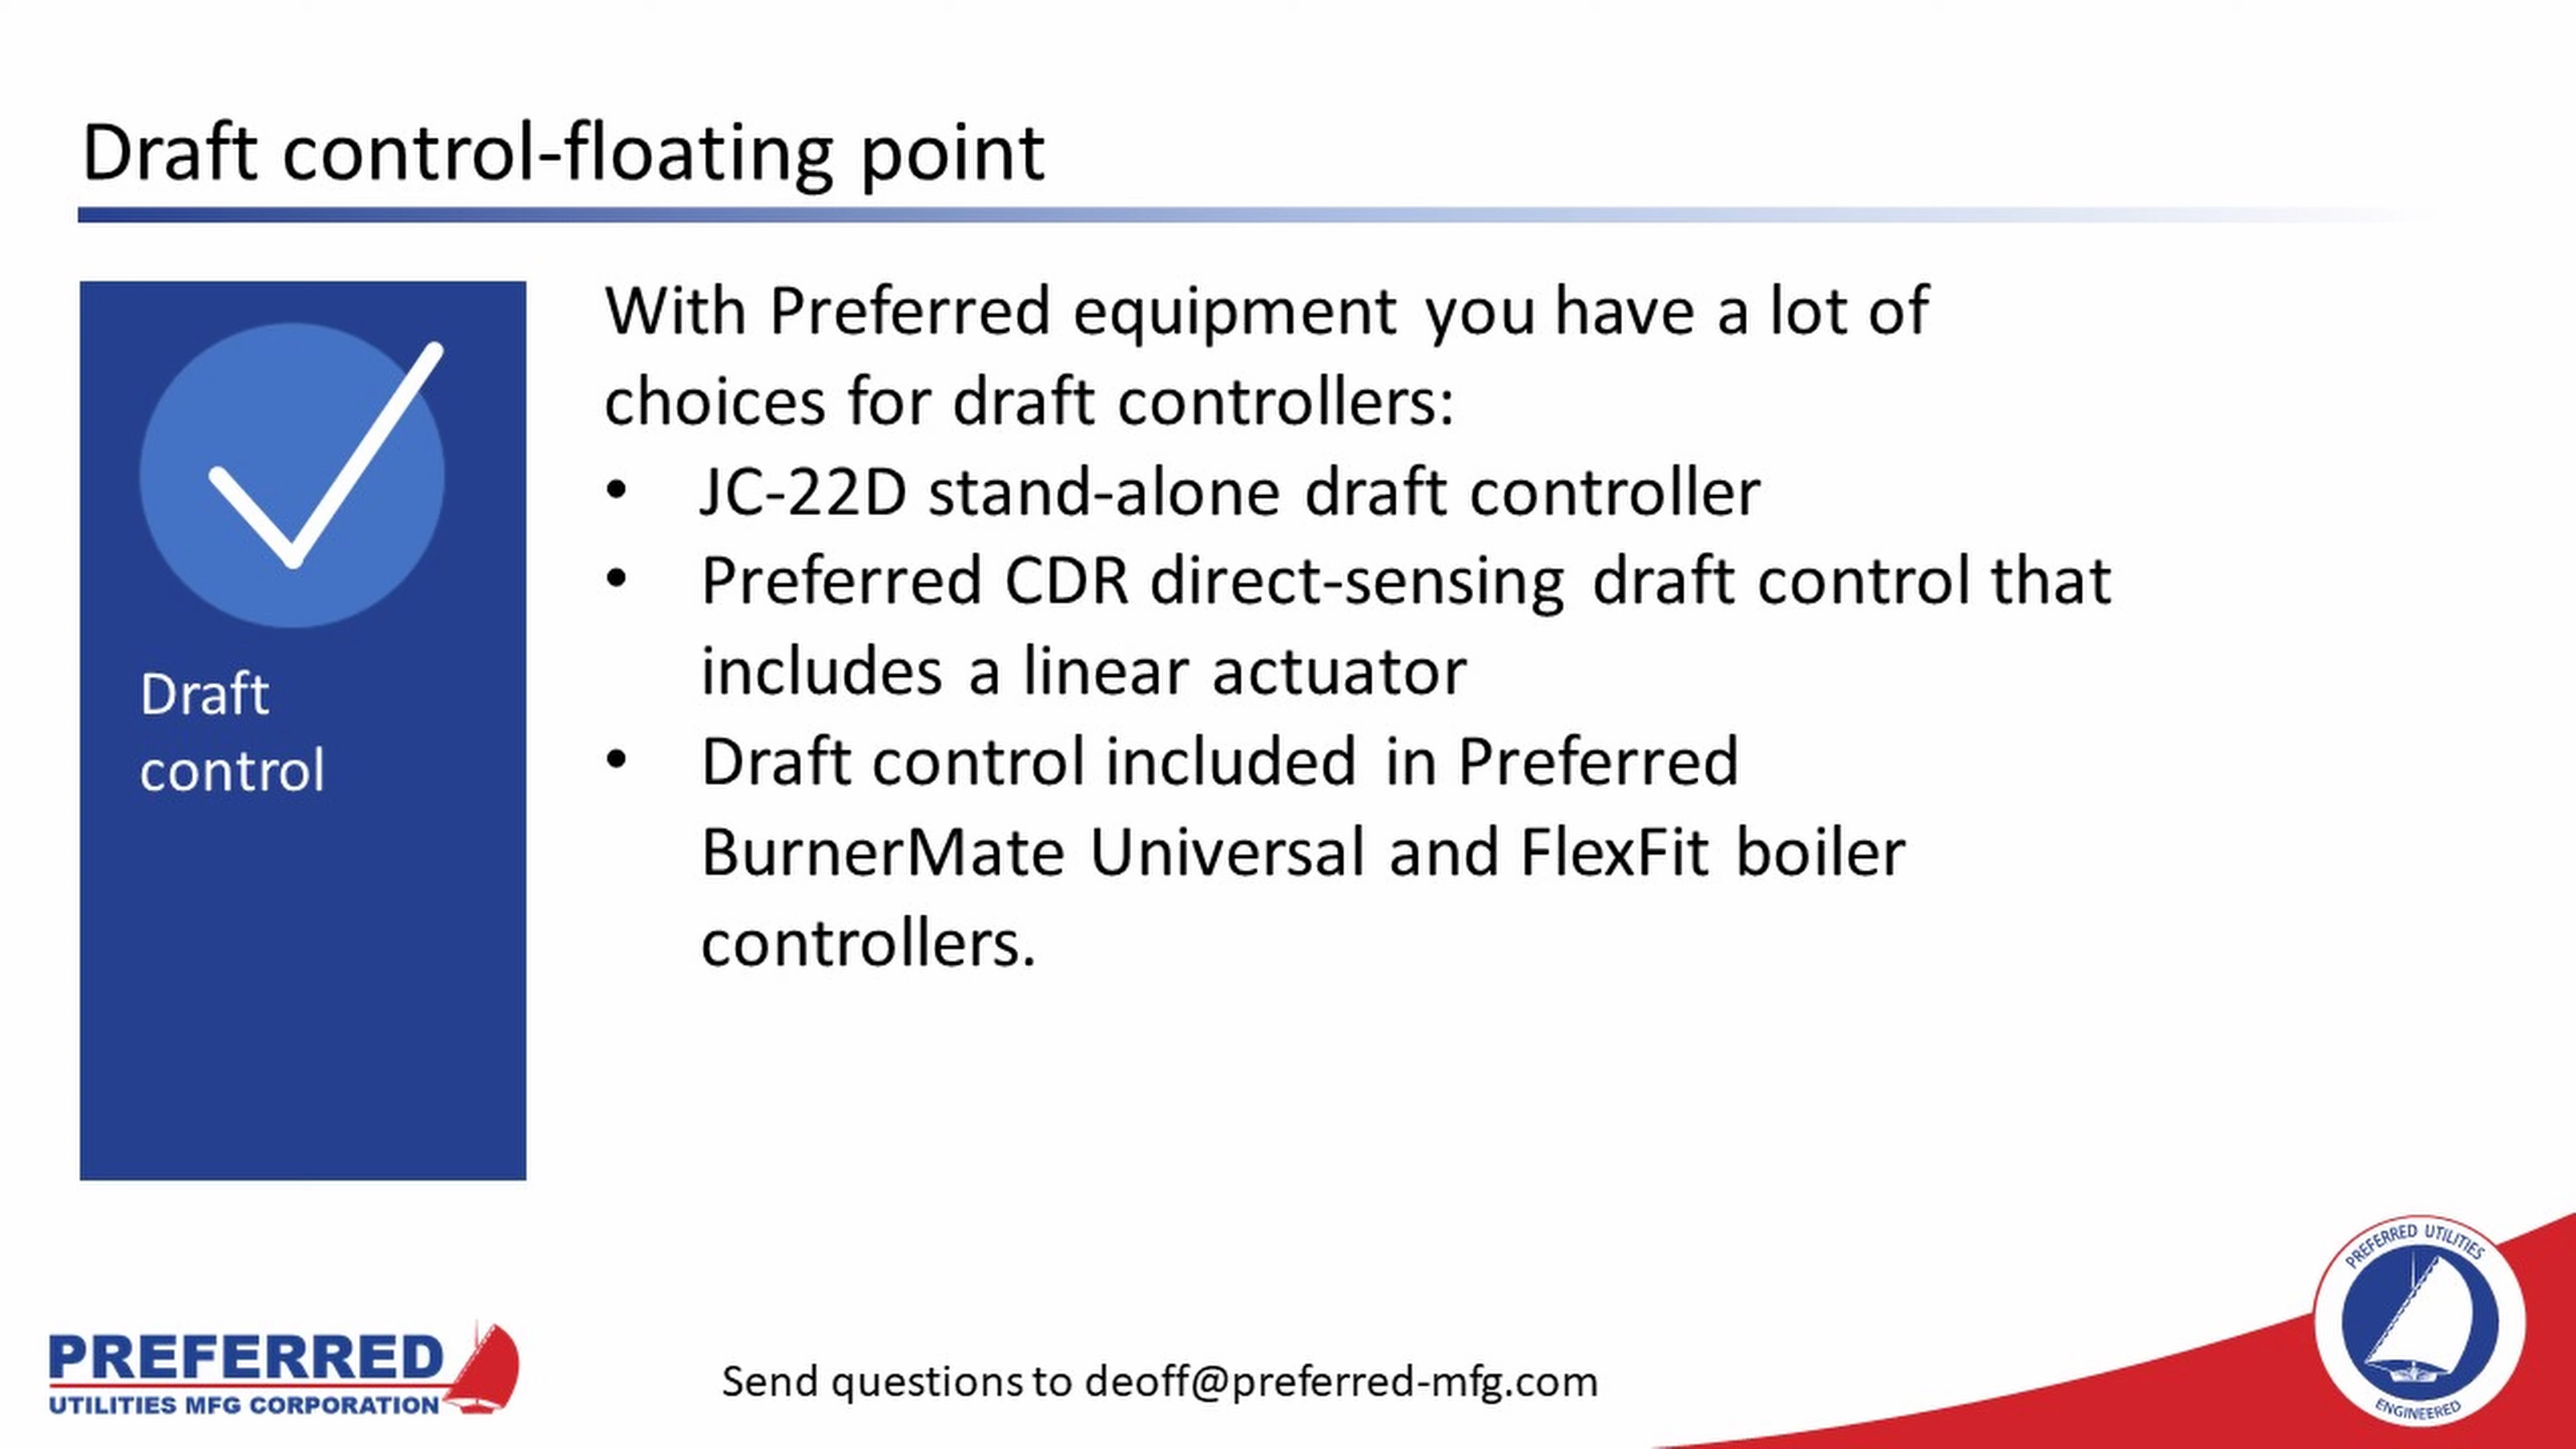 Draft control-floating point
Draft
control
With Preferred equipment you have a lot of
choices for draft controllers:
• JC-22D stand-alone draft controller
• Preferred CDR direct-sensing draft control that
includes a linear actuator
• Draft control included in Preferred
BurnerMate Universal and FlexFit boiler
controllers.
PREFERRED
UTILITIES MFG CORPORATION
Send questions to deoff@preferred-mfg.com
PREFERRED UTILITIES
ENGINEERED